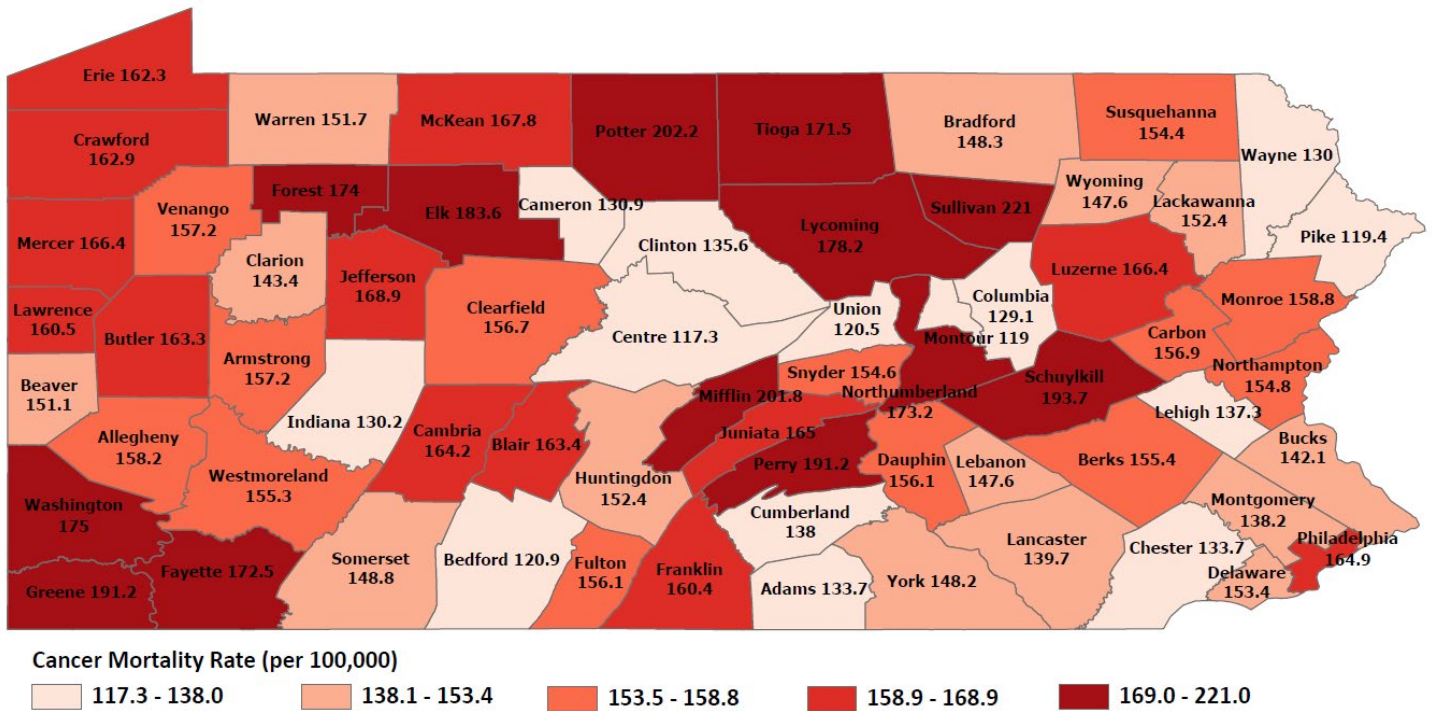 Erie 162.3
Warren 151.7
McKean 167.8
Potter 202.2
Tioga 171.5
Bradford
148.3
Susquehanna
154.4
Wayne 130
Crawford
162.9
Forest 174
Elk 183.6
Cameron 130.9
Sullivan 221
Wyoming
147.6
Lackawanna
152.4
Pike 119.4
Venango
157.2
Mercer 166.4
Clarion
143.4
Jefferson
168.9
Clinton 135.6
Lycoming
178.2
Luzerne 166.4
Monroe 158.8
Lawrence
160.5
Butler 163.3
Clearfield
156.7
Centre 117.3
Union
120.5
Columbia
129.1
Montour 119
Carbon
156.9
Northampton
154.8
Beaver
151.1
Armstrong
157.2
Indiana 130.2
Mifflin 201.8
Snyder 154.6
Northumberland
173.2
Schuylkill
193.7
Lehigh 137.3
Allegheny
158.2
Westmoreland
155.3
Cambria
164.2
Blair 163.4
Huntingdon
152.4
Juniata 165
Perry 191.2
Dauphin
156.1
Lebanon
147.6
Berks 155.4
Bucks
142.1
Washington
175
Greene 191.2
Fayette 172.5
Somerset
148.8
Bedford 120.9
Fulton
156.1
Franklin
160.4
Cumberland
138
Adams 133.7
York 148.2
Lancaster
139.7
Chester 133.7
Montgomery
138.2
Delaware
153.4
Philadelphia
164.9
Cancer Mortality Rate (per 100,000)
117.3 - 138.0 138.1 - 153.4 153.5 - 158.8 158.9 - 168.9 169.0 - 221.0